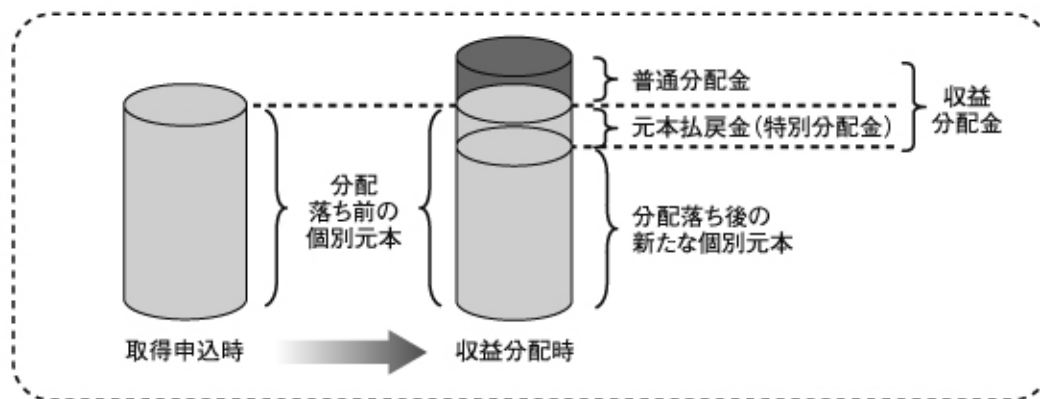 普通分配金
元本払戻金(特別分配金)
収益
分配金
分配
落ち前の
個別元本
分配落ち後の
新たな個別元本
取得申込時
収益分配時